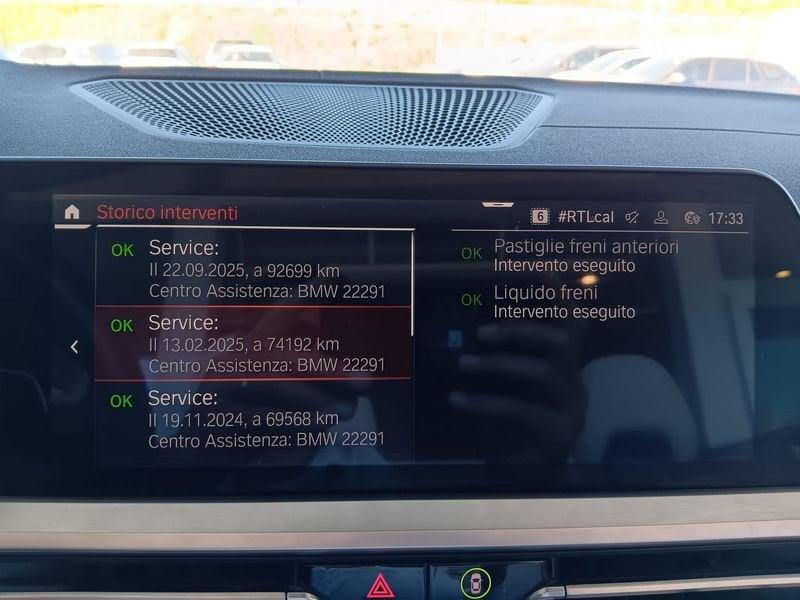 Storico interventi
6 #RTLcal 17:33
OK Service:
Il 22.09.2025, a 92699 km
Centro Assistenza: BMW 22291
OK Service:
Il 13.02.2025, a 74192 km
Centro Assistenza: BMW 22291
OK Service:
Il 19.11.2024, a 69568 km
Centro Assistenza: BMW 22291
OK Pastiglie freni anteriori
Intervento eseguito
OK Liquido freni
Intervento eseguito